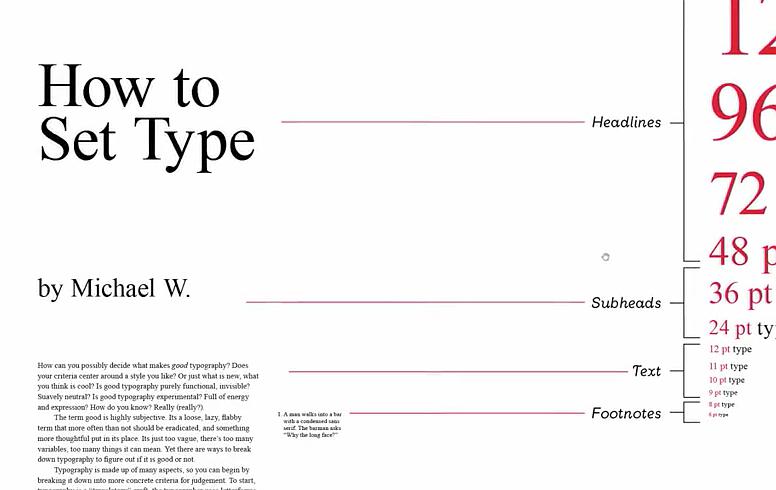 How to
Set Type
by Michael W.
How can you possibly decide what makes good typography? Does
your criteria center around a style you like? Or just what is new, what
you think is cool? Is good typography purely functional, invisible?
Suavely neutral? Is good typography experimental? Full of energy
and expression? How do you know? Really (really?).
The term good is highly subjective. Its a loose, lazy, flabby
term that more often than not should be eradicated, and something
more thoughtful put in its place. Its just too vague, there's too many
variables, too many things it can mean. Yet there are ways to break
down typography to figure out if it is good or not.
Typography is made up of many aspects, so you can begin by
breaking it down into more concrete criteria for judgement. To start,
1. A man walks into a bar
with a condensed sans
serif. The barman asks
"Why the long face?"
Headlines
Subheads
Text
Footnotes
12
96
72
48 p
36 pt
24 pt ty
12 pt type
11 pt type
10 pt type
9 pt type
8 pt type
6 pt type